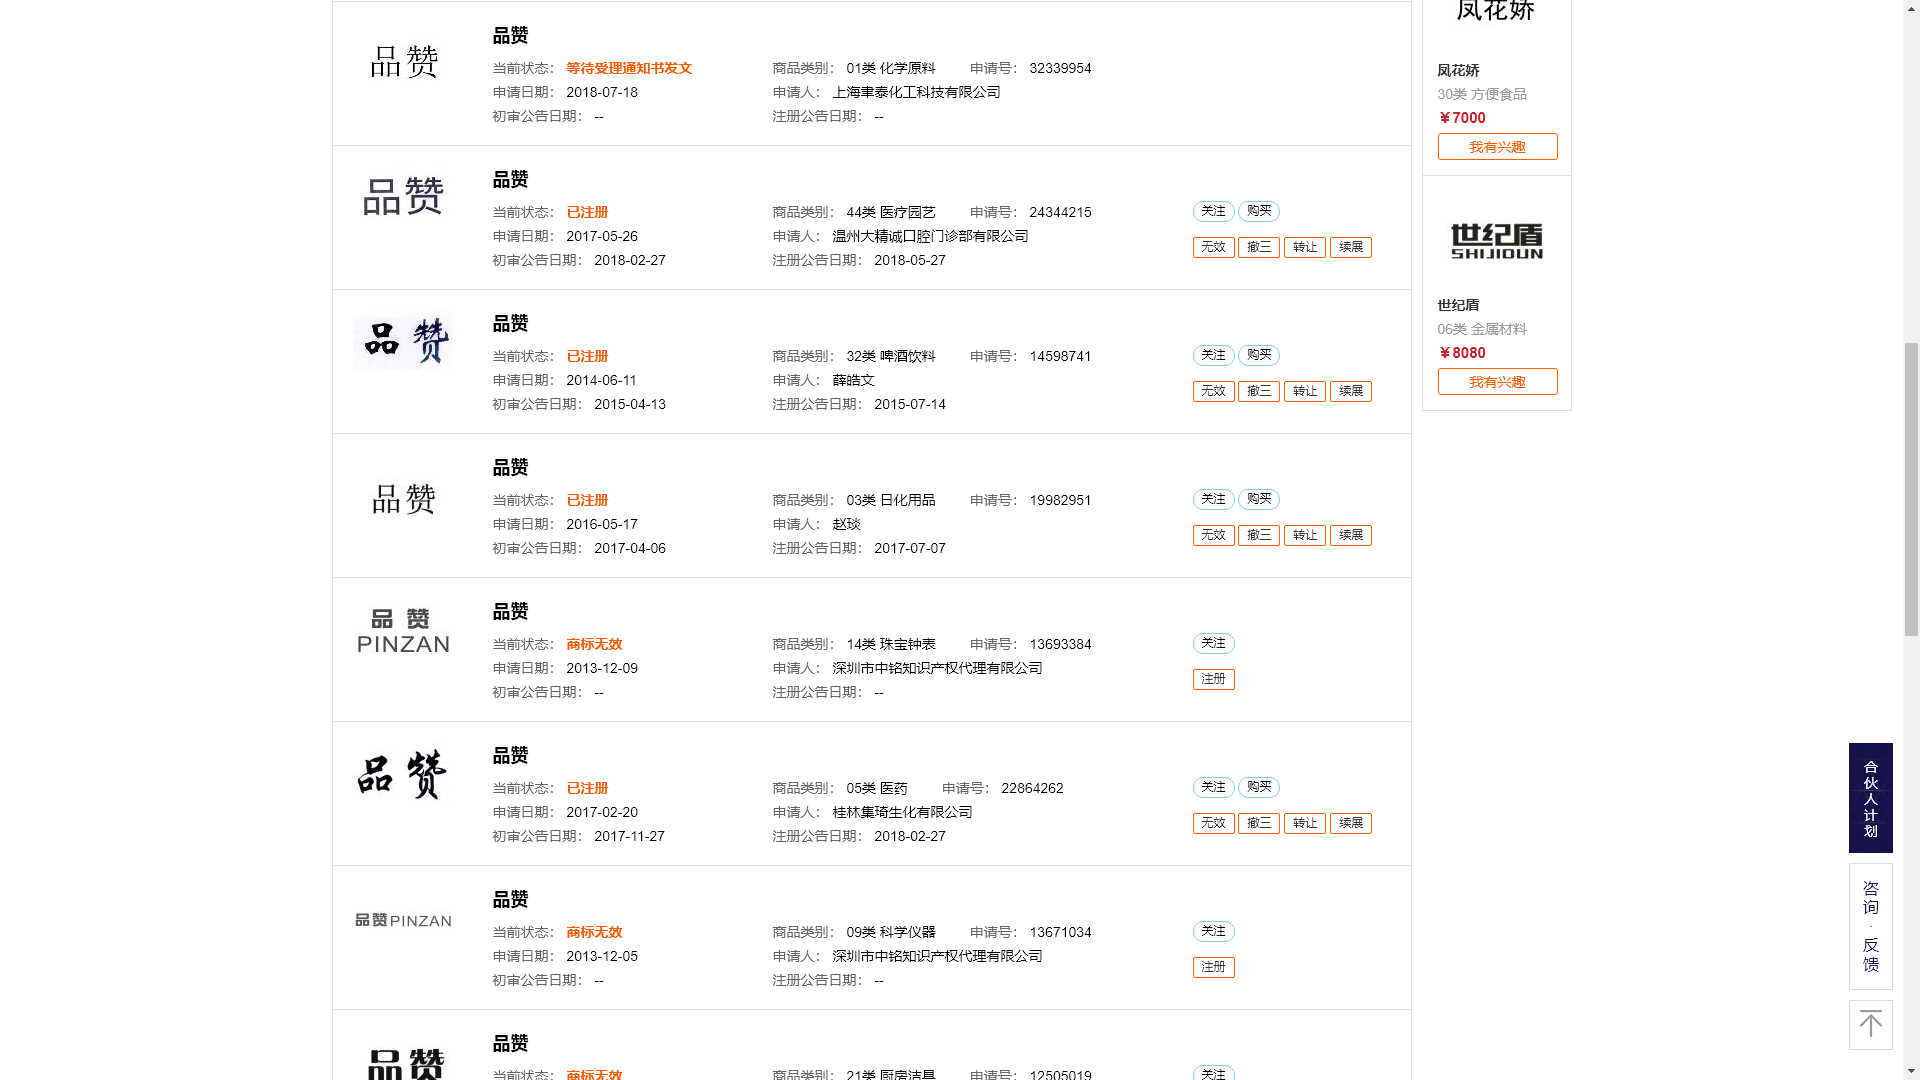 品赞
品赞
当前状态： 等待受理通知书发文 商品类别： 01类 化学原料 申请号： 32339954
申请日期： 2018-07-18 申请人： 上海聿泰化工科技有限公司
初审公告日期： -- 注册公告日期： --
品赞
品赞
当前状态： 已注册 商品类别： 44类 医疗园艺 申请号： 24344215 关注 购买
申请日期： 2017-05-26 申请人： 温州大精诚口腔门诊部有限公司 无效 撤三 转让 续展
初审公告日期： 2018-02-27 注册公告日期： 2018-05-27
品赞
品赞
当前状态： 已注册 商品类别： 32类 啤酒饮料 申请号： 14598741 关注 购买
申请日期： 2014-06-11 申请人： 薛皓文 无效 撤三 转让 续展
初审公告日期： 2015-04-13 注册公告日期： 2015-07-14
品赞
品赞
当前状态： 已注册 商品类别： 03类 日化用品 申请号： 19982951 关注 购买
申请日期： 2016-05-17 申请人： 赵琰 无效 撤三 转让 续展
初审公告日期： 2017-04-06 注册公告日期： 2017-07-07
品 赞
PINZAN
品赞
当前状态： 商标无效 商品类别： 14类 珠宝钟表 申请号： 13693384 关注
申请日期： 2013-12-09 申请人： 深圳市中铭知识产权代理有限公司 注册
初审公告日期： -- 注册公告日期： --
品赞
品赞
当前状态： 已注册 商品类别： 05类 医药 申请号： 22864262 关注 购买
申请日期： 2017-02-20 申请人： 桂林集琦生化有限公司 无效 撤三 转让 续展
初审公告日期： 2017-11-27 注册公告日期： 2018-02-27
品赞PINZAN
品赞
当前状态： 商标无效 商品类别： 09类 科学仪器 申请号： 13671034 关注
申请日期： 2013-12-05 申请人： 深圳市中铭知识产权代理有限公司 注册
初审公告日期： -- 注册公告日期： --
品赞
品赞
当前状态： 商标无效 商品类别： 21类 厨房洁具 申请号： 12505019 关注
凤花娇
凤花娇
30类 方便食品
￥7000
我有兴趣
世纪盾
SHIJIDUN
世纪盾
06类 金属材料
￥8080
我有兴趣
合伙人计划
咨询·反馈